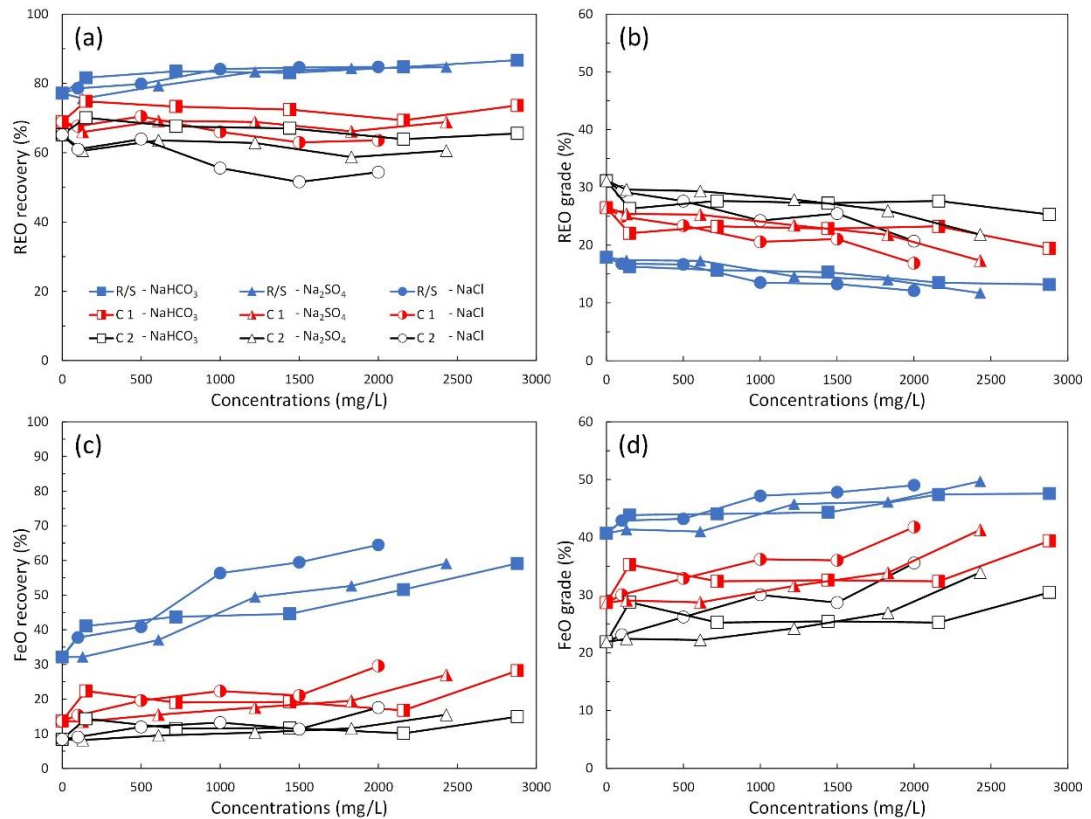 (a)
REO recovery (%)
100
80
60
40
20
0
R/S - NaHCO₃ R/S - Na₂SO₄ R/S - NaCl
C 1 - NaHCO₃ C 1 - Na₂SO₄ C 1 - NaCl
C 2 - NaHCO₃ C 2 - Na₂SO₄ C 2 - NaCl
0 500 1000 1500 2000 2500 3000
Concentrations (mg/L)
(b)
REO grade (%)
60
50
40
30
20
10
0
0 500 1000 1500 2000 2500 3000
Concentrations (mg/L)
(c)
FeO recovery (%)
100
90
80
70
60
50
40
30
20
10
0
0 500 1000 1500 2000 2500 3000
Concentrations (mg/L)
(d)
FeO grade (%)
60
50
40
30
20
10
0
0 500 1000 1500 2000 2500 3000
Concentrations (mg/L)